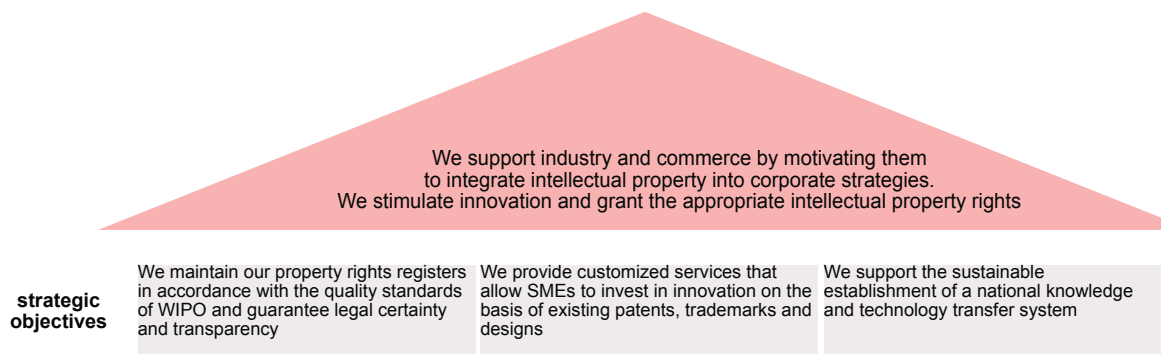 We support industry and commerce by motivating them
to integrate intellectual property into corporate strategies.
We stimulate innovation and grant the appropriate intellectual property rights
strategic
objectives
We maintain our property rights registers
in accordance with the quality standards
of WIPO and guarantee legal certainty
and transparency
We provide customized services that
allow SMEs to invest in innovation on the
basis of existing patents, trademarks and
designs
We support the sustainable
establishment of a national knowledge
and technology transfer system